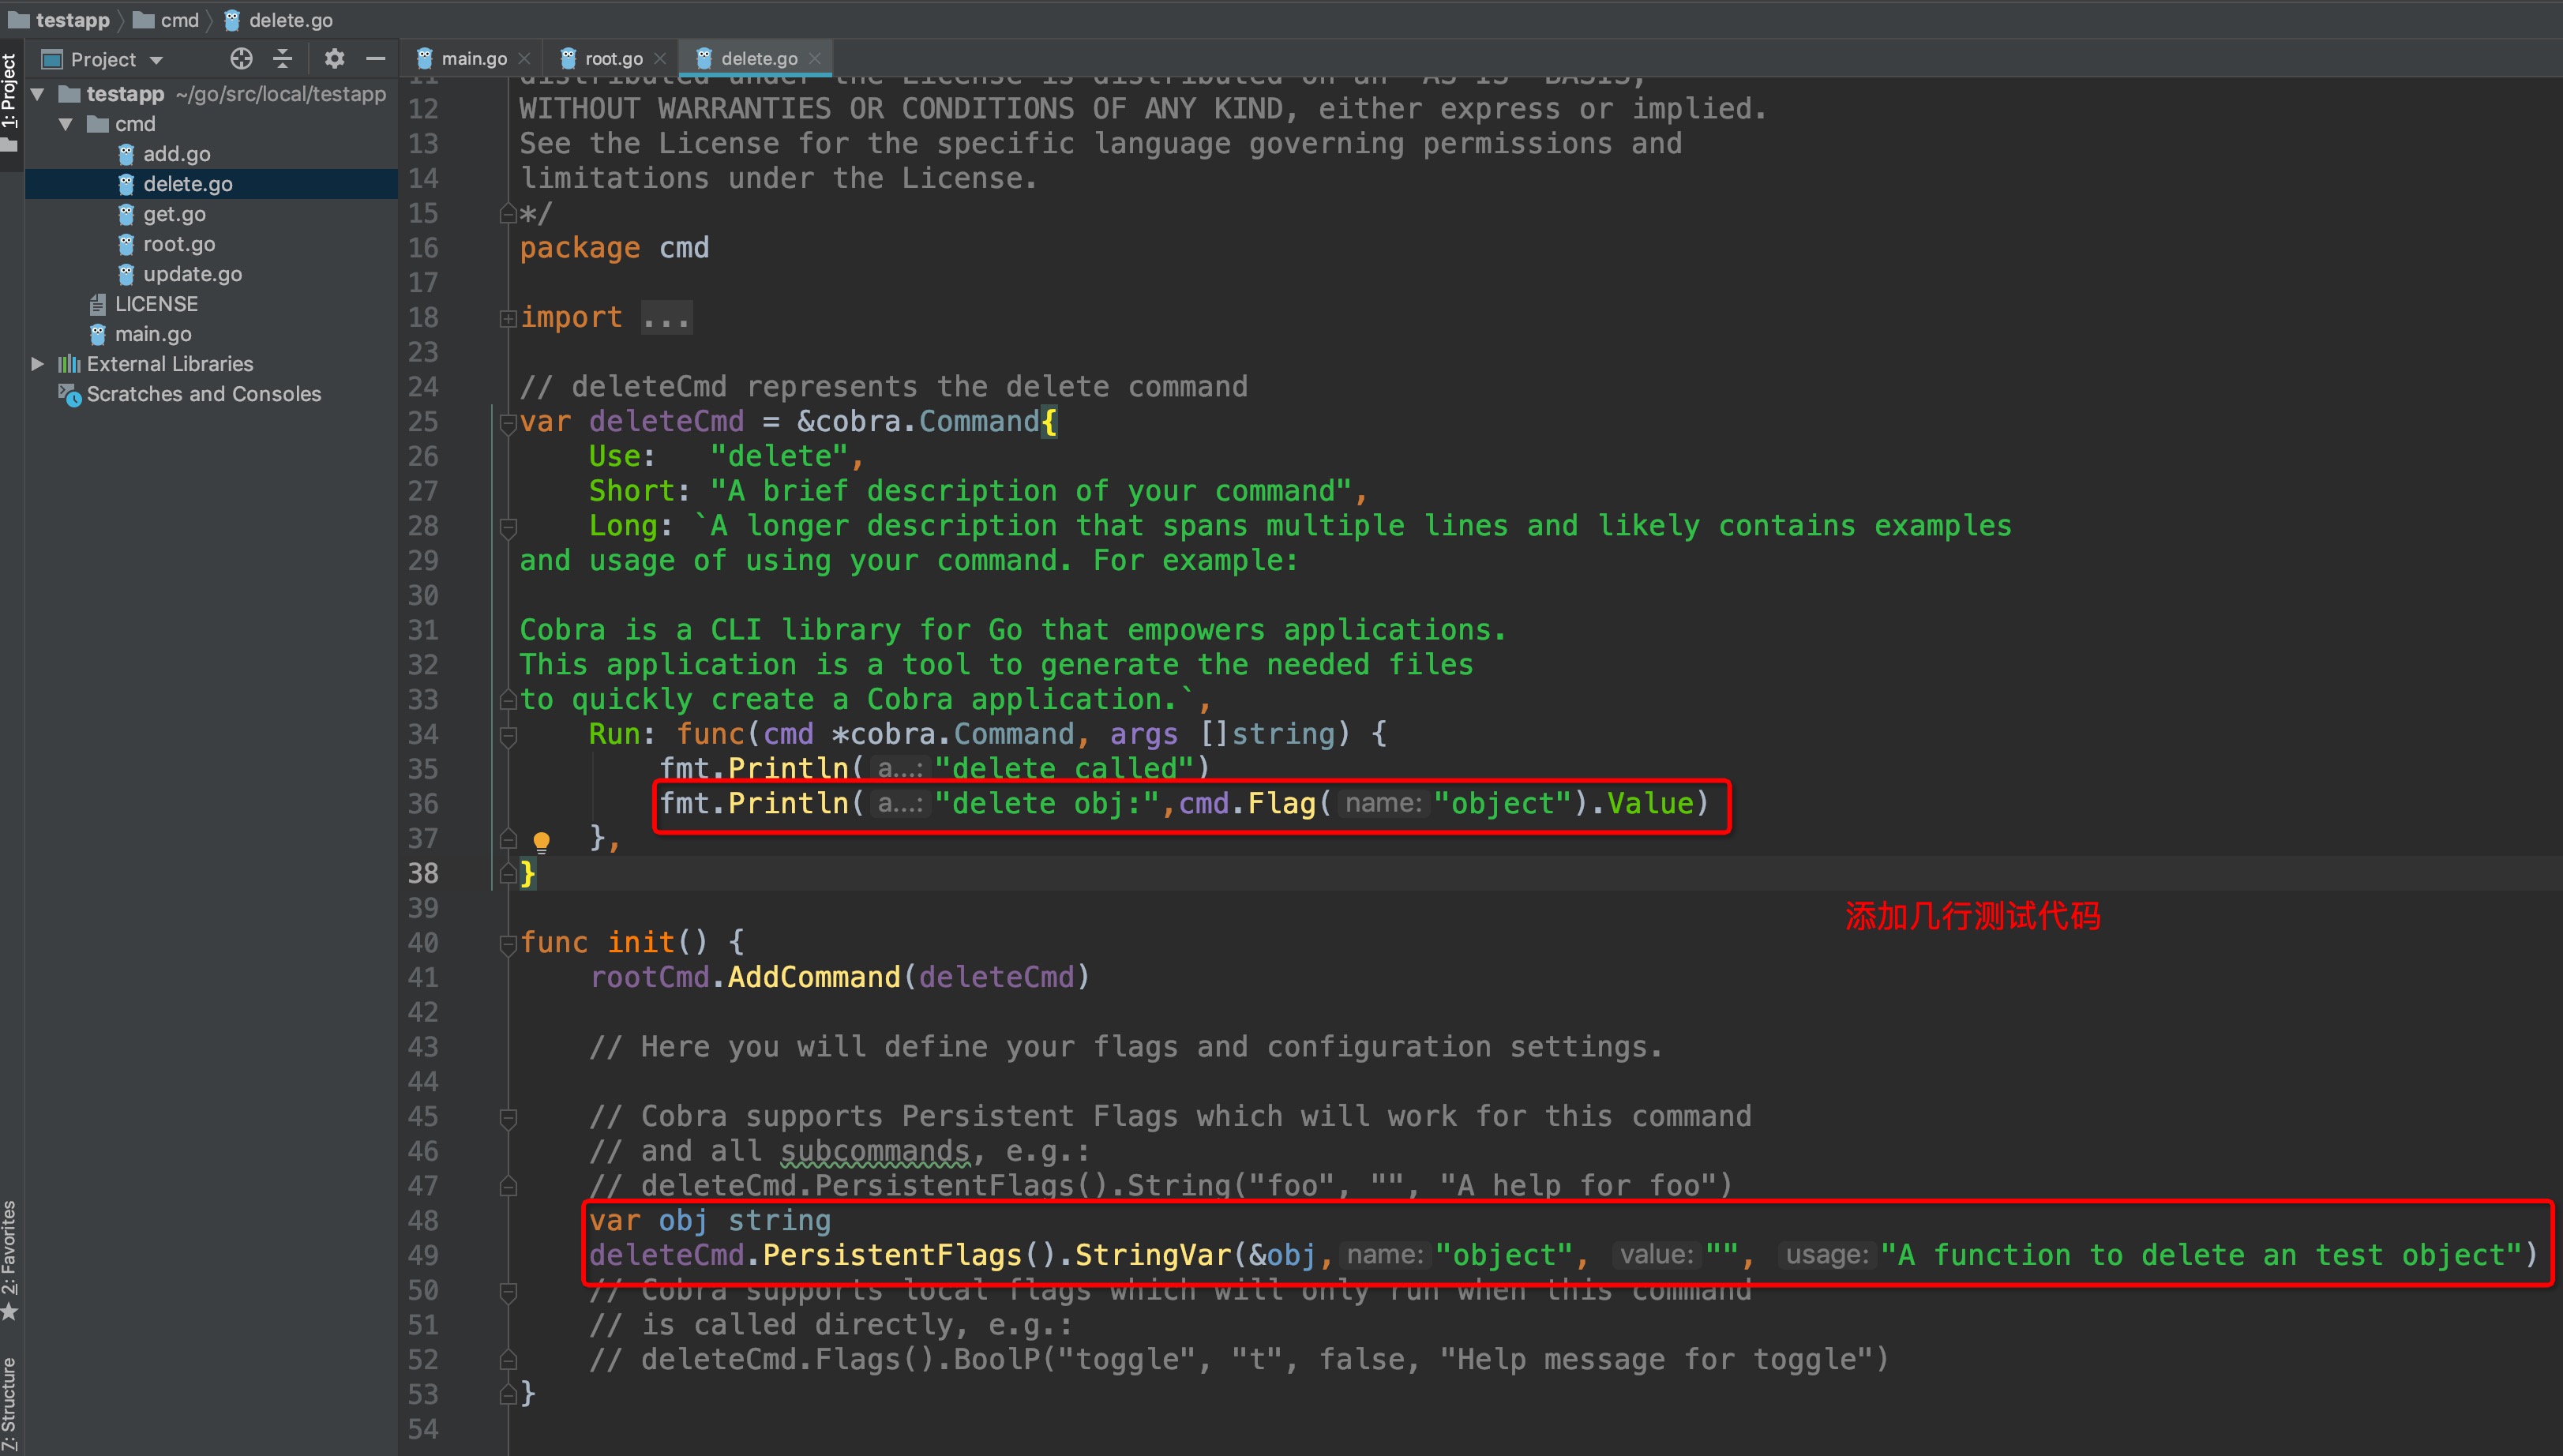 testapp cmd delete.go
Project
main.go root.go delete.go
1: Project
testapp ~/go/src/local/testapp
cmd
add.go
delete.go
get.go
root.go
update.go
LICENSE
main.go
External Libraries
Scratches and Consoles
2: Favorites
7: Structure
11 distributed under the License is distributed on an "AS IS" BASIS,
12 WITHOUT WARRANTIES OR CONDITIONS OF ANY KIND, either express or implied.
13 See the License for the specific language governing permissions and
14 limitations under the License.
15 */
16 package cmd
17
18 import ...
23
24 // deleteCmd represents the delete command
25 var deleteCmd = &cobra.Command{
26 Use:   "delete",
27 Short: "A brief description of your command",
28 Long: `A longer description that spans multiple lines and likely contains examples
29 and usage of using your command. For example:
30
31 Cobra is a CLI library for Go that empowers applications.
32 This application is a tool to generate the needed files
33 to quickly create a Cobra application.`,
34 Run: func(cmd *cobra.Command, args []string) {
35 fmt.Println( a...: "delete called")
36 fmt.Println( a...: "delete obj:",cmd.Flag( name: "object").Value)
37 },
38 }
39
添加几行测试代码
40 func init() {
41 rootCmd.AddCommand(deleteCmd)
42
43 // Here you will define your flags and configuration settings.
44
45 // Cobra supports Persistent Flags which will work for this command
46 // and all subcommands, e.g.:
47 // deleteCmd.PersistentFlags().String("foo", "", "A help for foo")
48 var obj string
49 deleteCmd.PersistentFlags().StringVar(&obj, name: "object", value: "", usage: "A function to delete an test object")
50 // Cobra supports local flags which will only run when this command
51 // is called directly, e.g.:
52 // deleteCmd.Flags().BoolP("toggle", "t", false, "Help message for toggle")
53 }
54